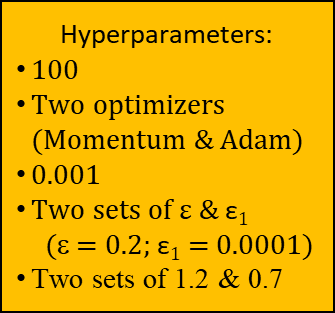 Hyperparameters:
• 100
• Two optimizers
(Momentum & Adam)
• 0.001
• Two sets of ε & ε₁
(ε = 0.2; ε₁ = 0.0001)
• Two sets of 1.2 & 0.7